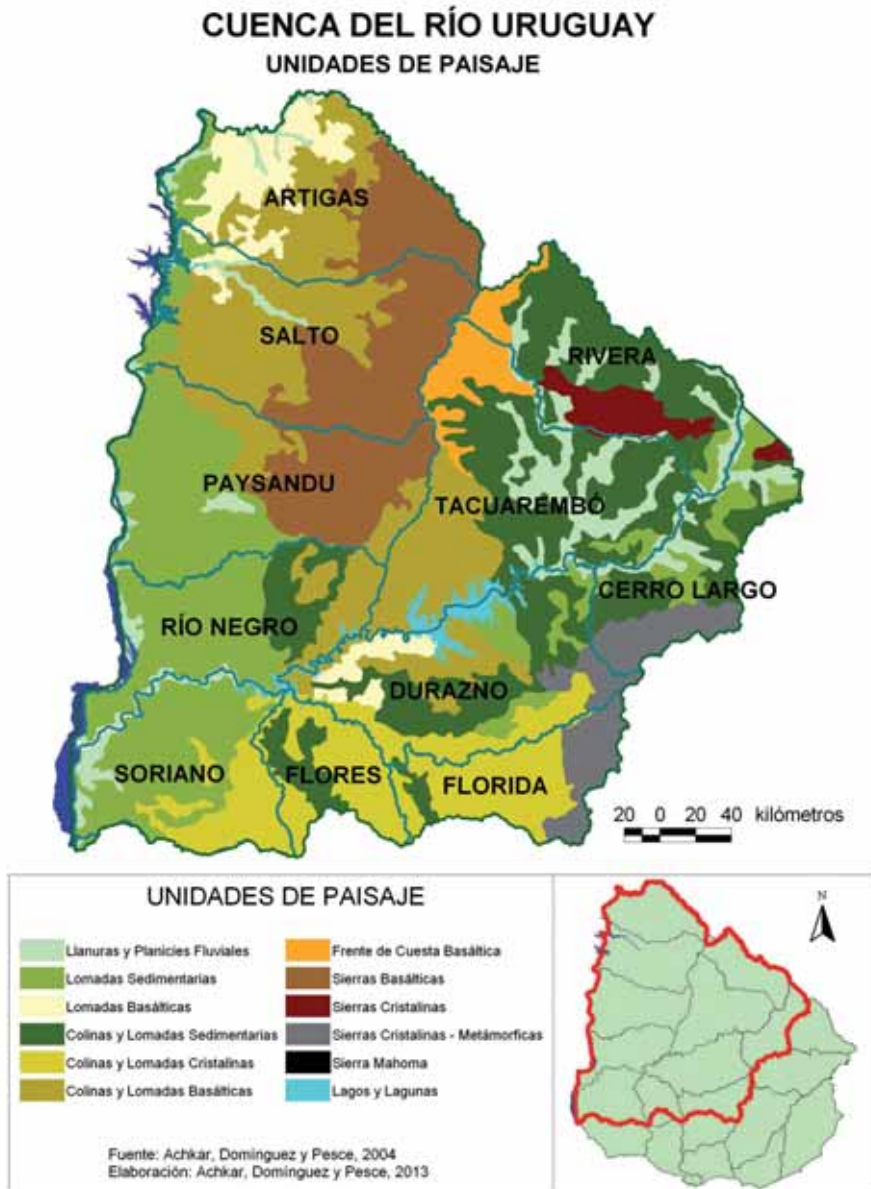 CUENCA DEL RÍO URUGUAY
UNIDADES DE PAISAJE
ARTIGAS
SALTO
RIVERA
PAYSANDU
TACUAREMBÓ
CERRO LARGO
RÍO NEGRO
DURAZNO
SORIANO
FLORES
FLORIDA
20 0 20 40 kilómetros
UNIDADES DE PAISAJE
Llanuras y Planicies Fluviales
Lomadas Sedimentarias
Lomadas Basálticas
Colinas y Lomadas Sedimentarias
Colinas y Lomadas Cristalinas
Colinas y Lomadas Basálticas
Frente de Cuesta Basáltica
Sierras Basálticas
Sierras Cristalinas
Sierras Cristalinas - Metámorficas
Sierra Mahoma
Lagos y Lagunas
N
Fuente: Achkar, Domínguez y Pesce, 2004
Elaboración: Achkar, Domínguez y Pesce, 2013